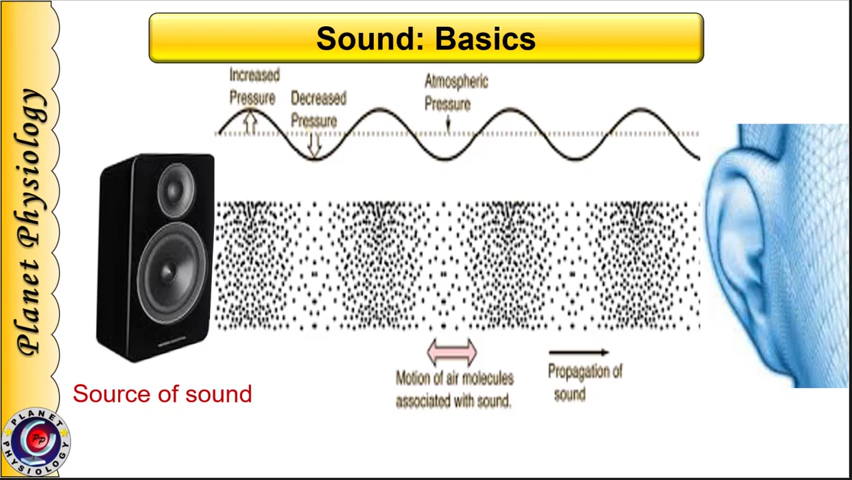 Sound: Basics
Planet Physiology
Increased
Pressure
Decreased
Pressure
Atmospheric
Pressure
Motion of air molecules
associated with sound.
Propagation of
sound
Source of sound
PLANET
PHYSIOLOGY
PP